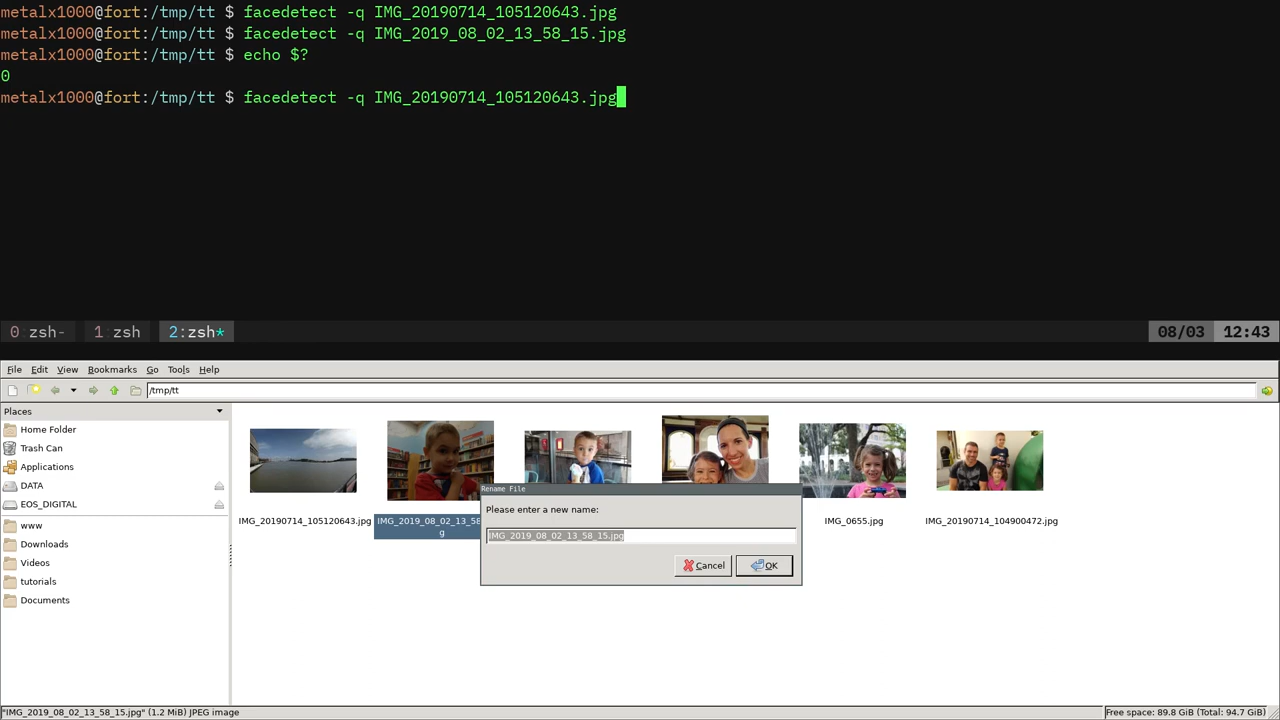 metalx1000@fort:/tmp/tt $ facedetect -q IMG_20190714_105120643.jpg
metalx1000@fort:/tmp/tt $ facedetect -q IMG_2019_08_02_13_58_15.jpg
metalx1000@fort:/tmp/tt $ echo $?
0
metalx1000@fort:/tmp/tt $ facedetect -q IMG_20190714_105120643.jpg
0 zsh- 1 zsh 2:zsh* 08/03 12:43
File Edit View Bookmarks Go Tools Help
/tmp/tt
Places
Home Folder
Trash Can
Applications
DATA
EOS_DIGITAL
www
Downloads
Videos
tutorials
Documents
IMG_20190714_105120643.jpg
IMG_2019_08_02_13_58
g
IMG_0655.jpg
IMG_20190714_104900472.jpg
Rename File
Please enter a new name:
IMG_2019_08_02_13_58_15.jpg
Cancel OK
"IMG_2019_08_02_13_58_15.jpg" (1.2 MiB) JPEG image
Free space: 89.8 GiB (Total: 94.7 GiB)